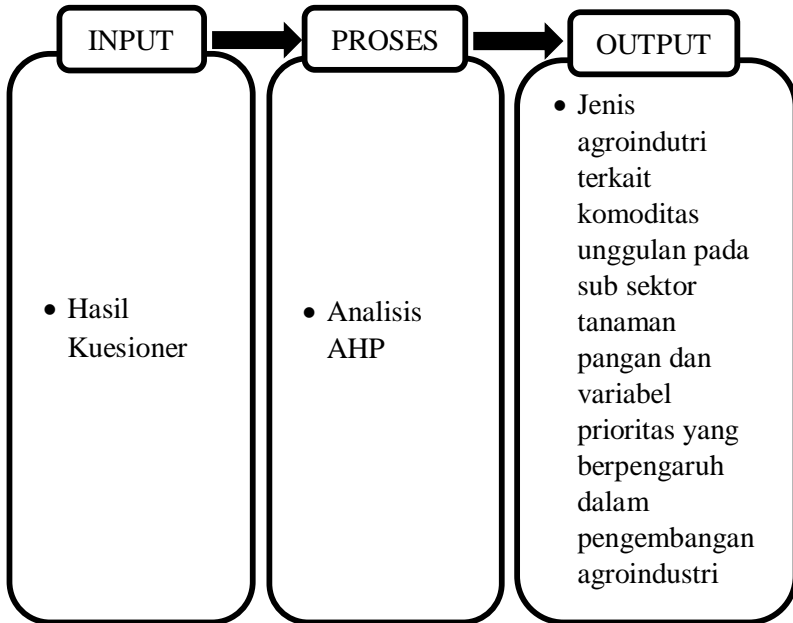 INPUT
PROSES
OUTPUT
• Hasil
Kuesioner
• Analisis
AHP
• Jenis
agroindutri
terkait
komoditas
unggulan pada
sub sektor
tanaman
pangan dan
variabel
prioritas yang
berpengaruh
dalam
pengembangan
agroindustri